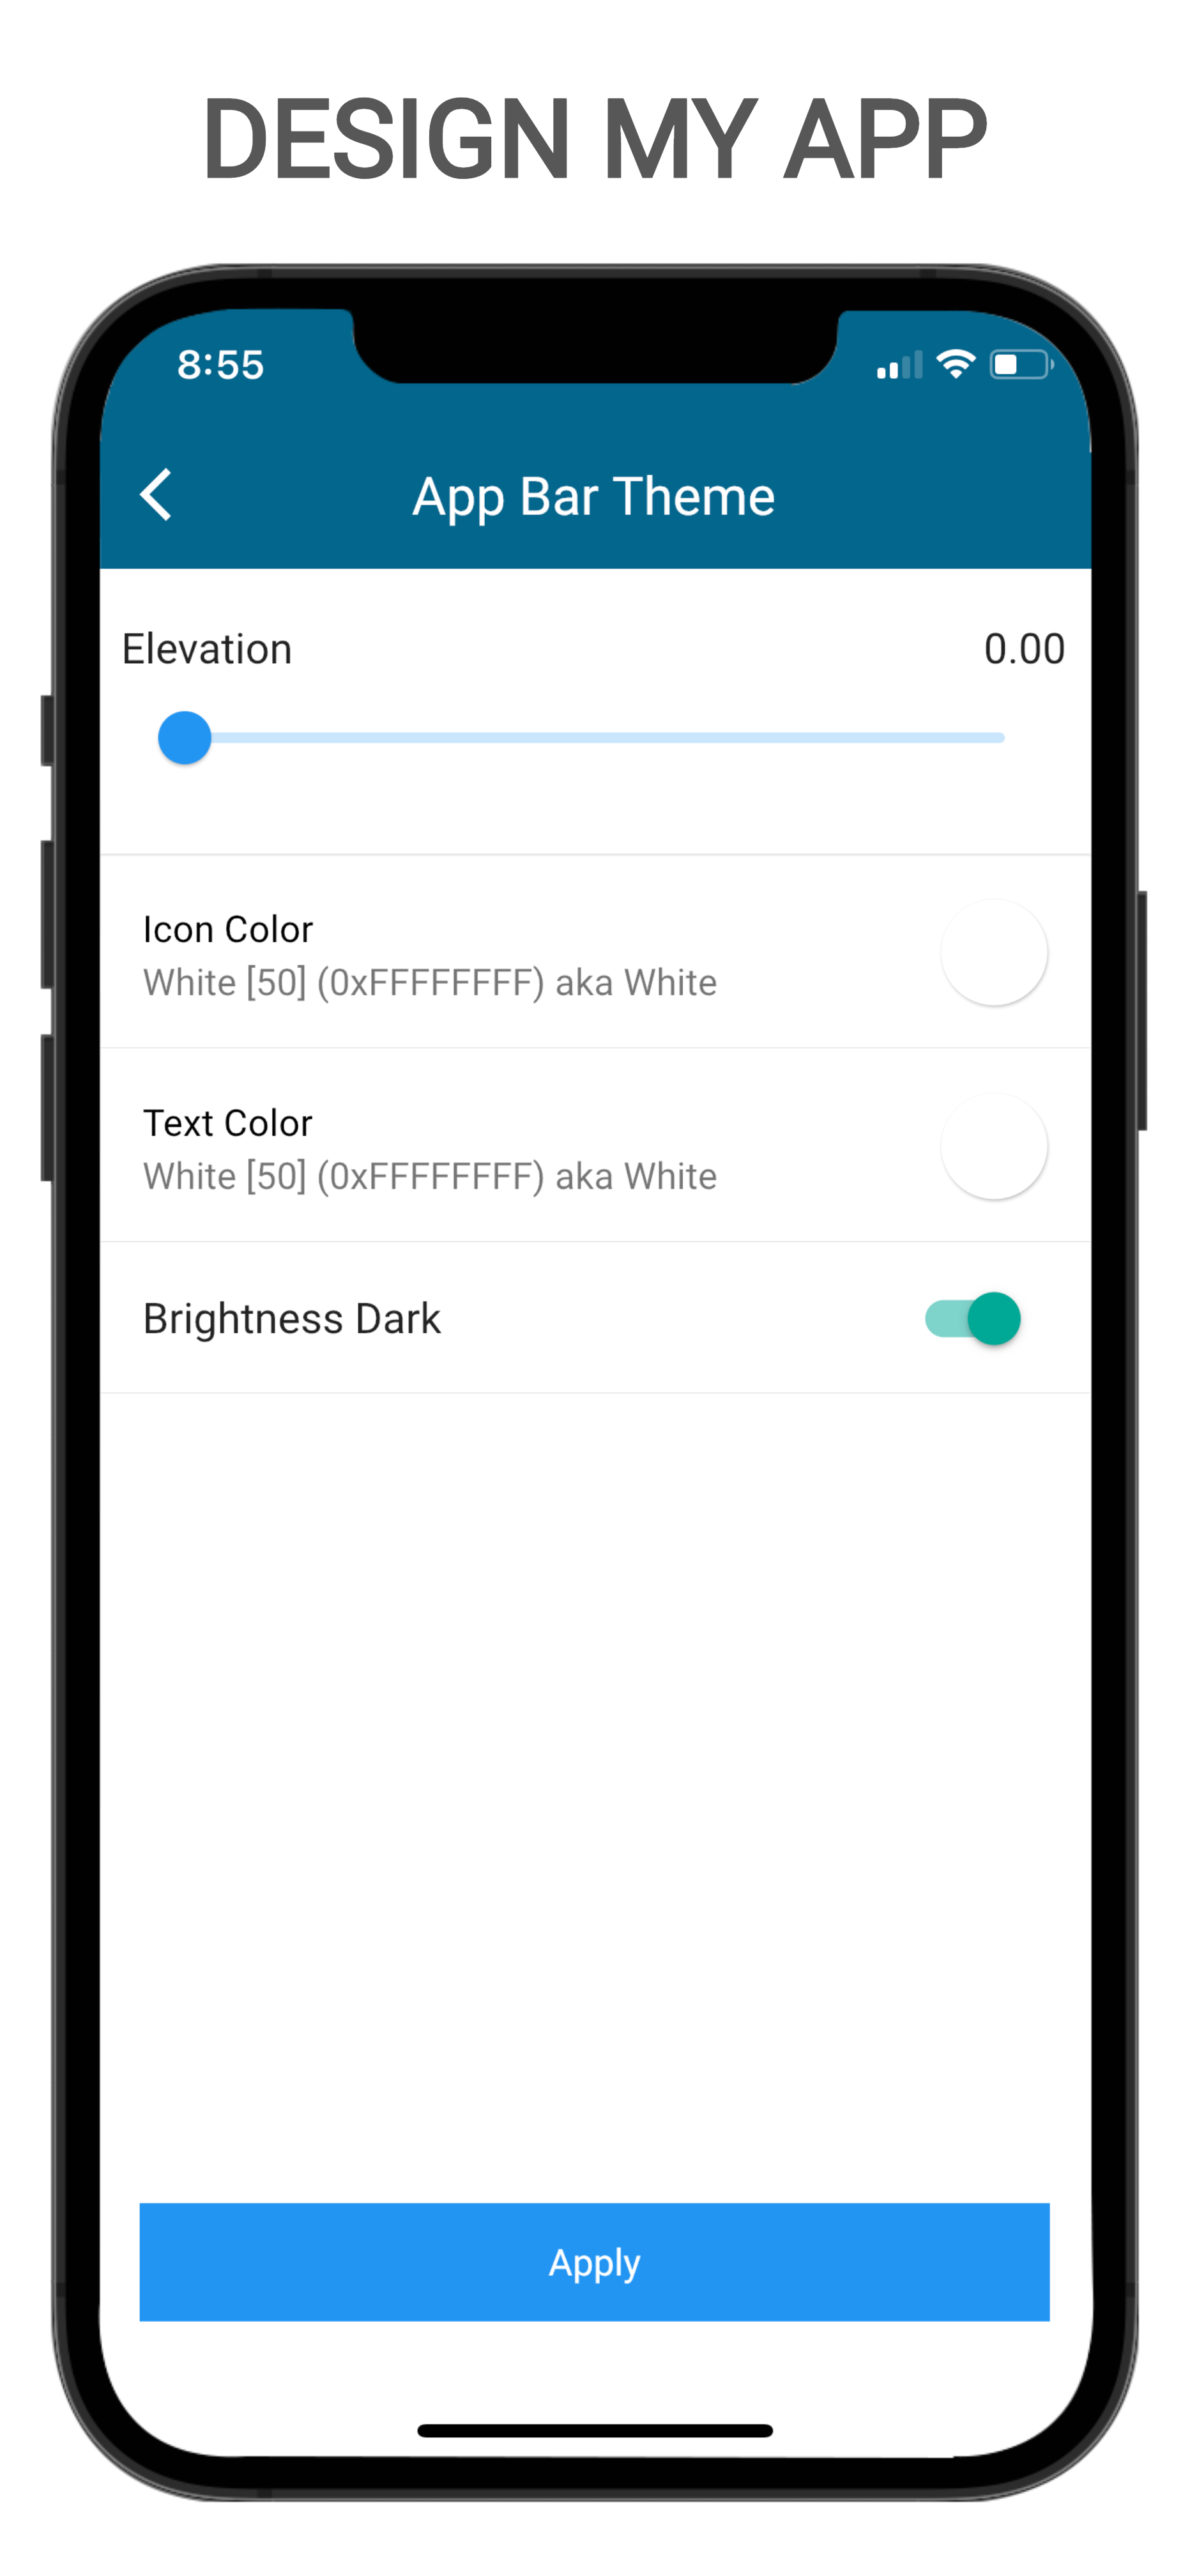 DESIGN MY APP
8:55
App Bar Theme
Elevation 0.00
Icon Color
White [50] (0xFFFFFFFF) aka White
Text Color
White [50] (0xFFFFFFFF) aka White
Brightness Dark
Apply